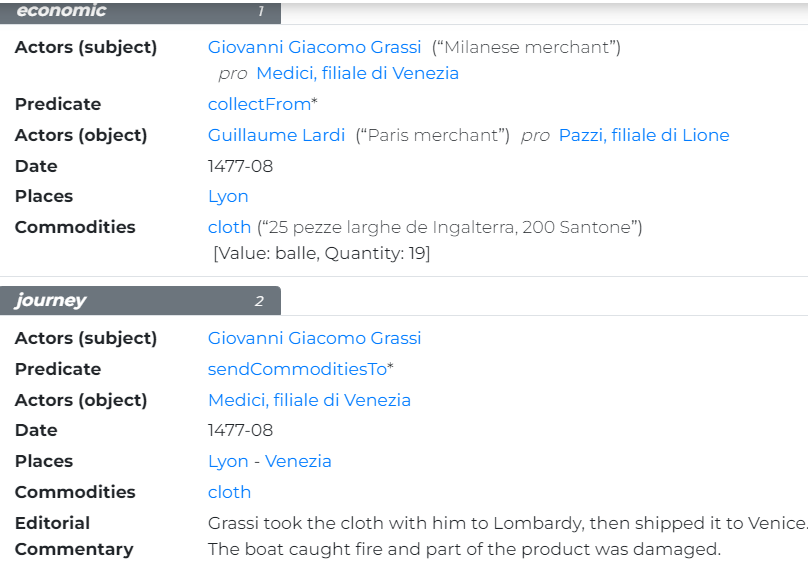 economic 1
Actors (subject) Giovanni Giacomo Grassi (“Milanese merchant”)
pro Medici, filiale di Venezia
Predicate collectFrom*
Actors (object) Guillaume Lardi (“Paris merchant”) pro Pazzi, filiale di Lione
Date 1477-08
Places Lyon
Commodities cloth (“25 pezze larghe de Ingalterra, 200 Santone”)
[Value: balle, Quantity: 19]
journey 2
Actors (subject) Giovanni Giacomo Grassi
Predicate sendCommoditiesTo*
Actors (object) Medici, filiale di Venezia
Date 1477-08
Places Lyon - Venezia
Commodities cloth
Editorial Grassi took the cloth with him to Lombardy, then shipped it to Venice.
Commentary The boat caught fire and part of the product was damaged.